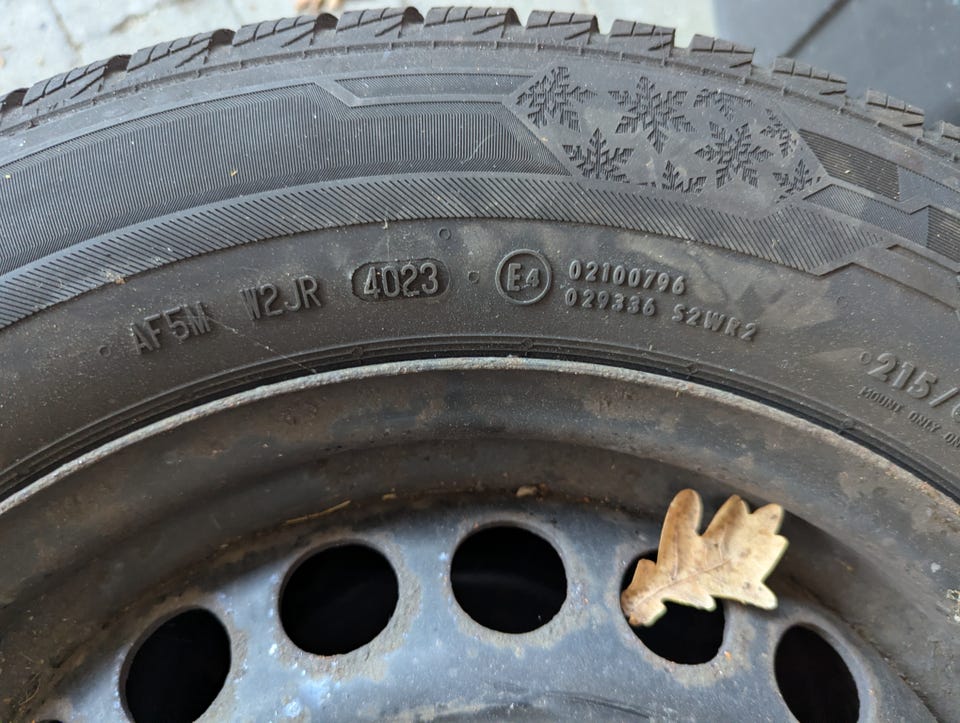 AF5M W2JR 4023 E4 02100796
029336 S2WR2
215/
MOUNT ONLY ON